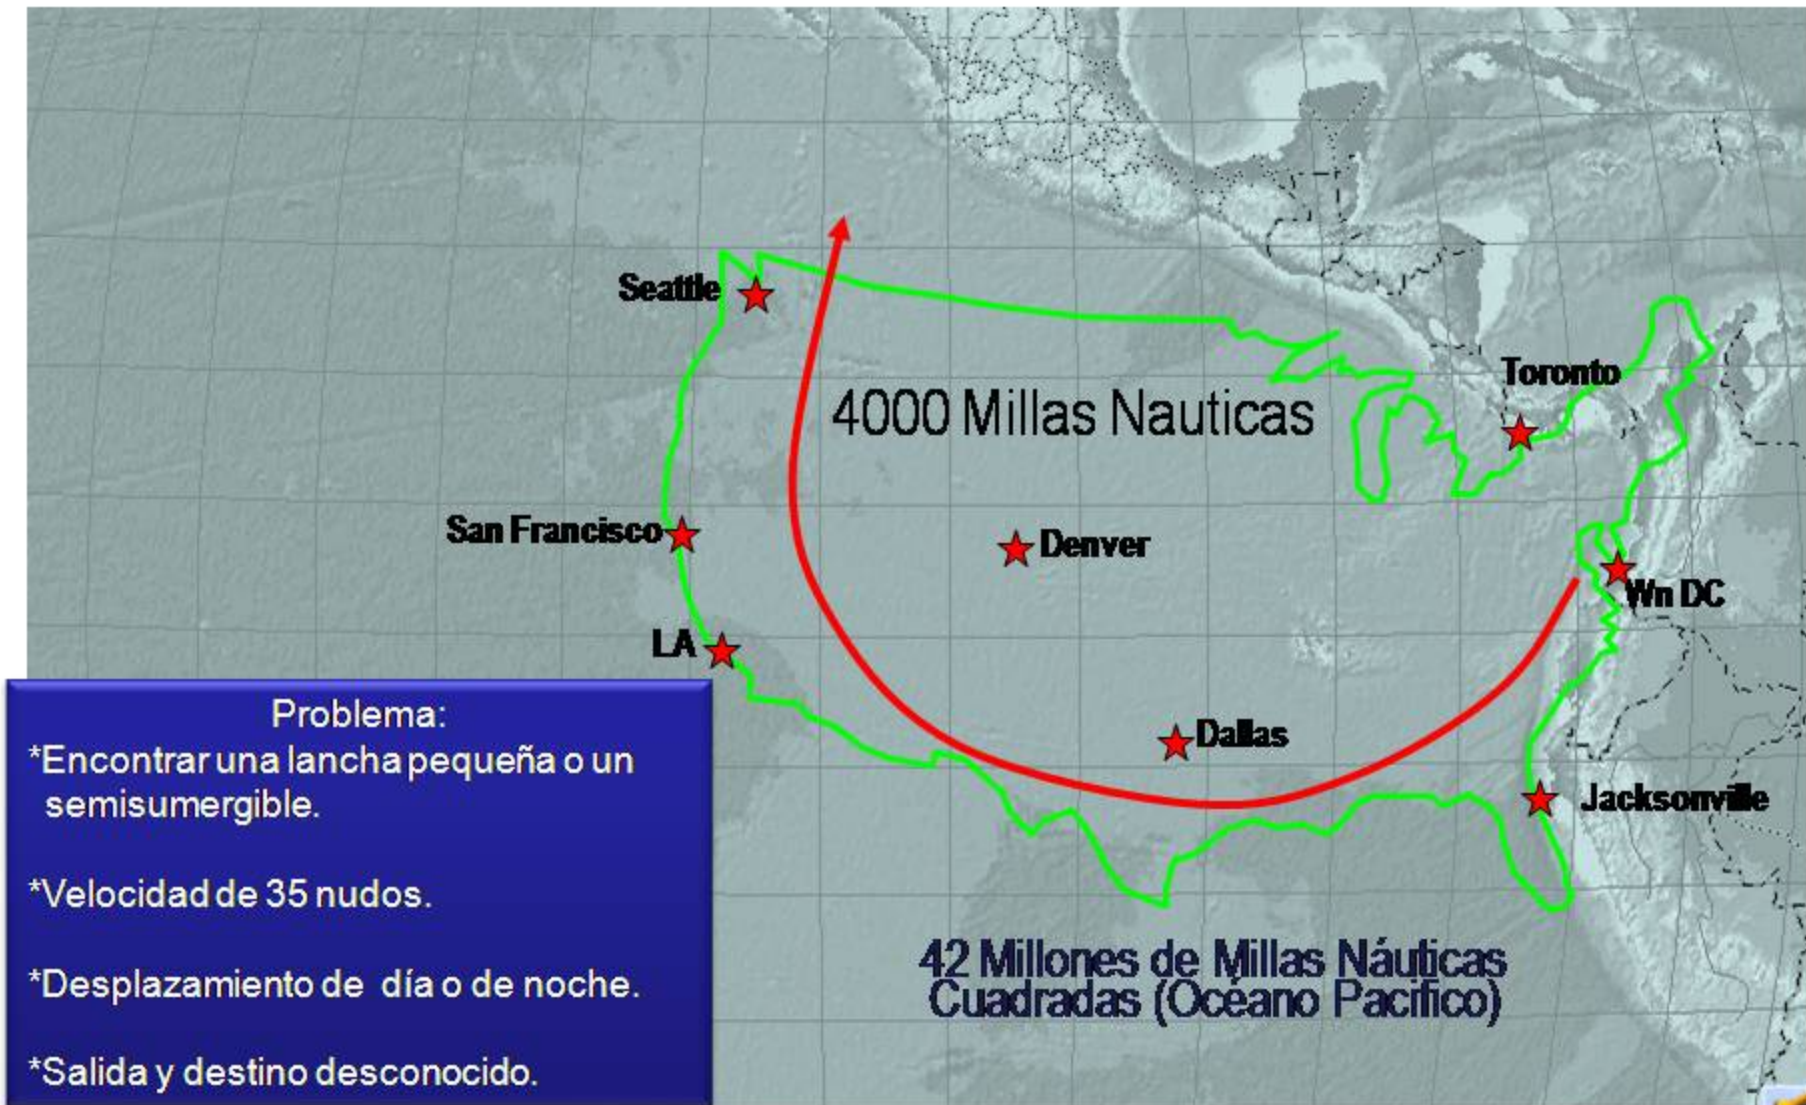 Seattle
Toronto
4000 Millas Nauticas
San Francisco
Denver
Wn DC
LA
Dallas
Jacksonville
Problema:
*Encontrar una lancha pequeña o un
semisumergible.
*Velocidad de 35 nudos.
*Desplazamiento de día o de noche.
*Salida y destino desconocido.
42 Millones de Millas Náuticas
Cuadradas (Océano Pacifico)